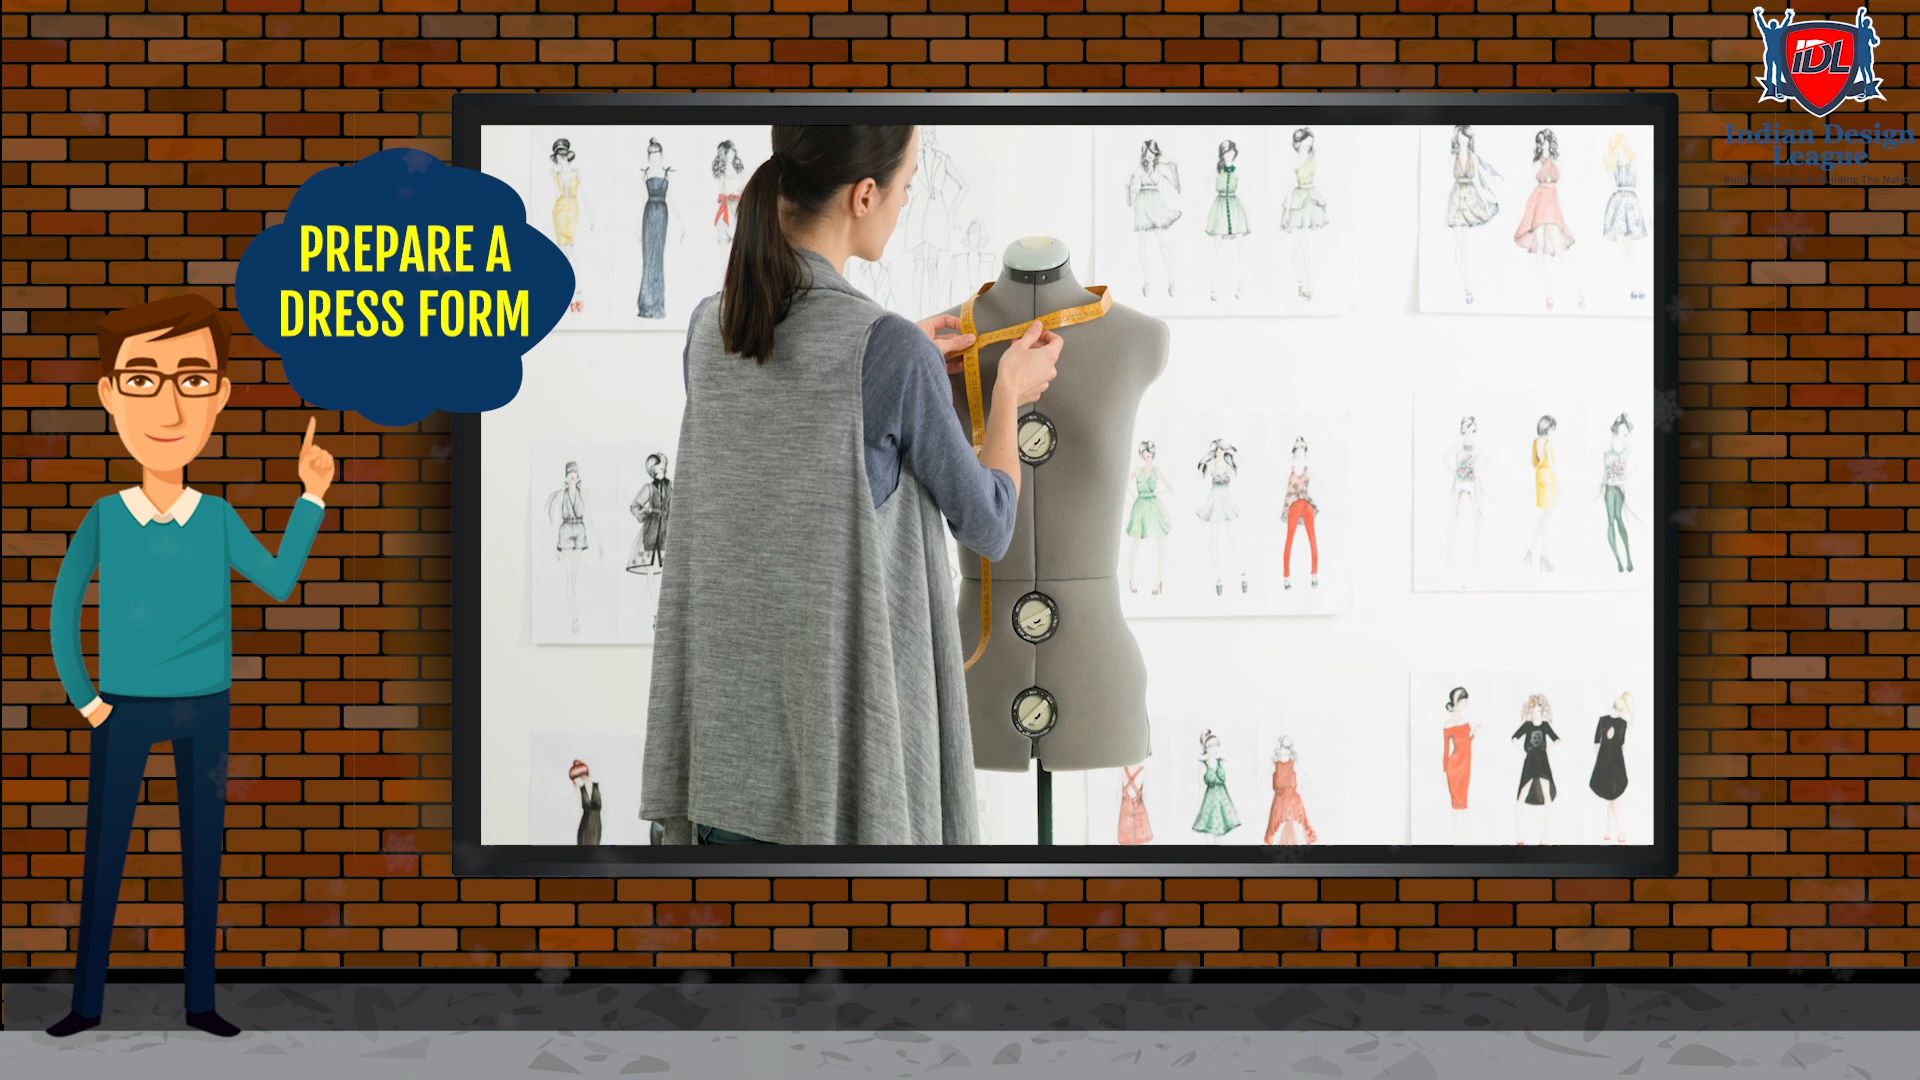 PREPARE A
DRESS FORM
IDL
Indian Design
League